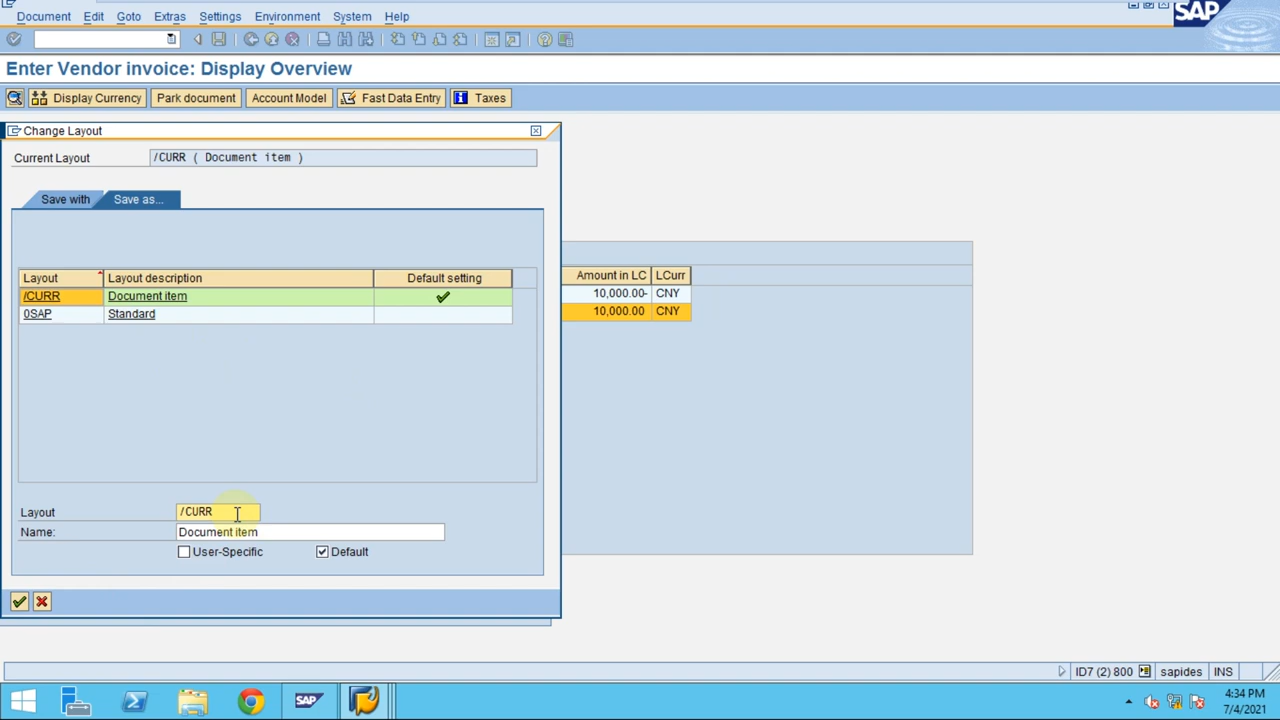 Document Edit Goto Extras Settings Environment System Help
SAP
Enter Vendor invoice: Display Overview
Display Currency Park document Account Model Fast Data Entry Taxes
Change Layout
Current Layout /CURR ( Document item )
Save with Save as...
Layout Layout description Default setting
/CURR Document item
0SAP Standard
Amount in LC LCurr
10,000.00- CNY
10,000.00 CNY
Layout /CURR
Name: Document item
User-Specific Default
ID7 (2) 800 sapides INS
SAP
4:34 PM
7/4/2021